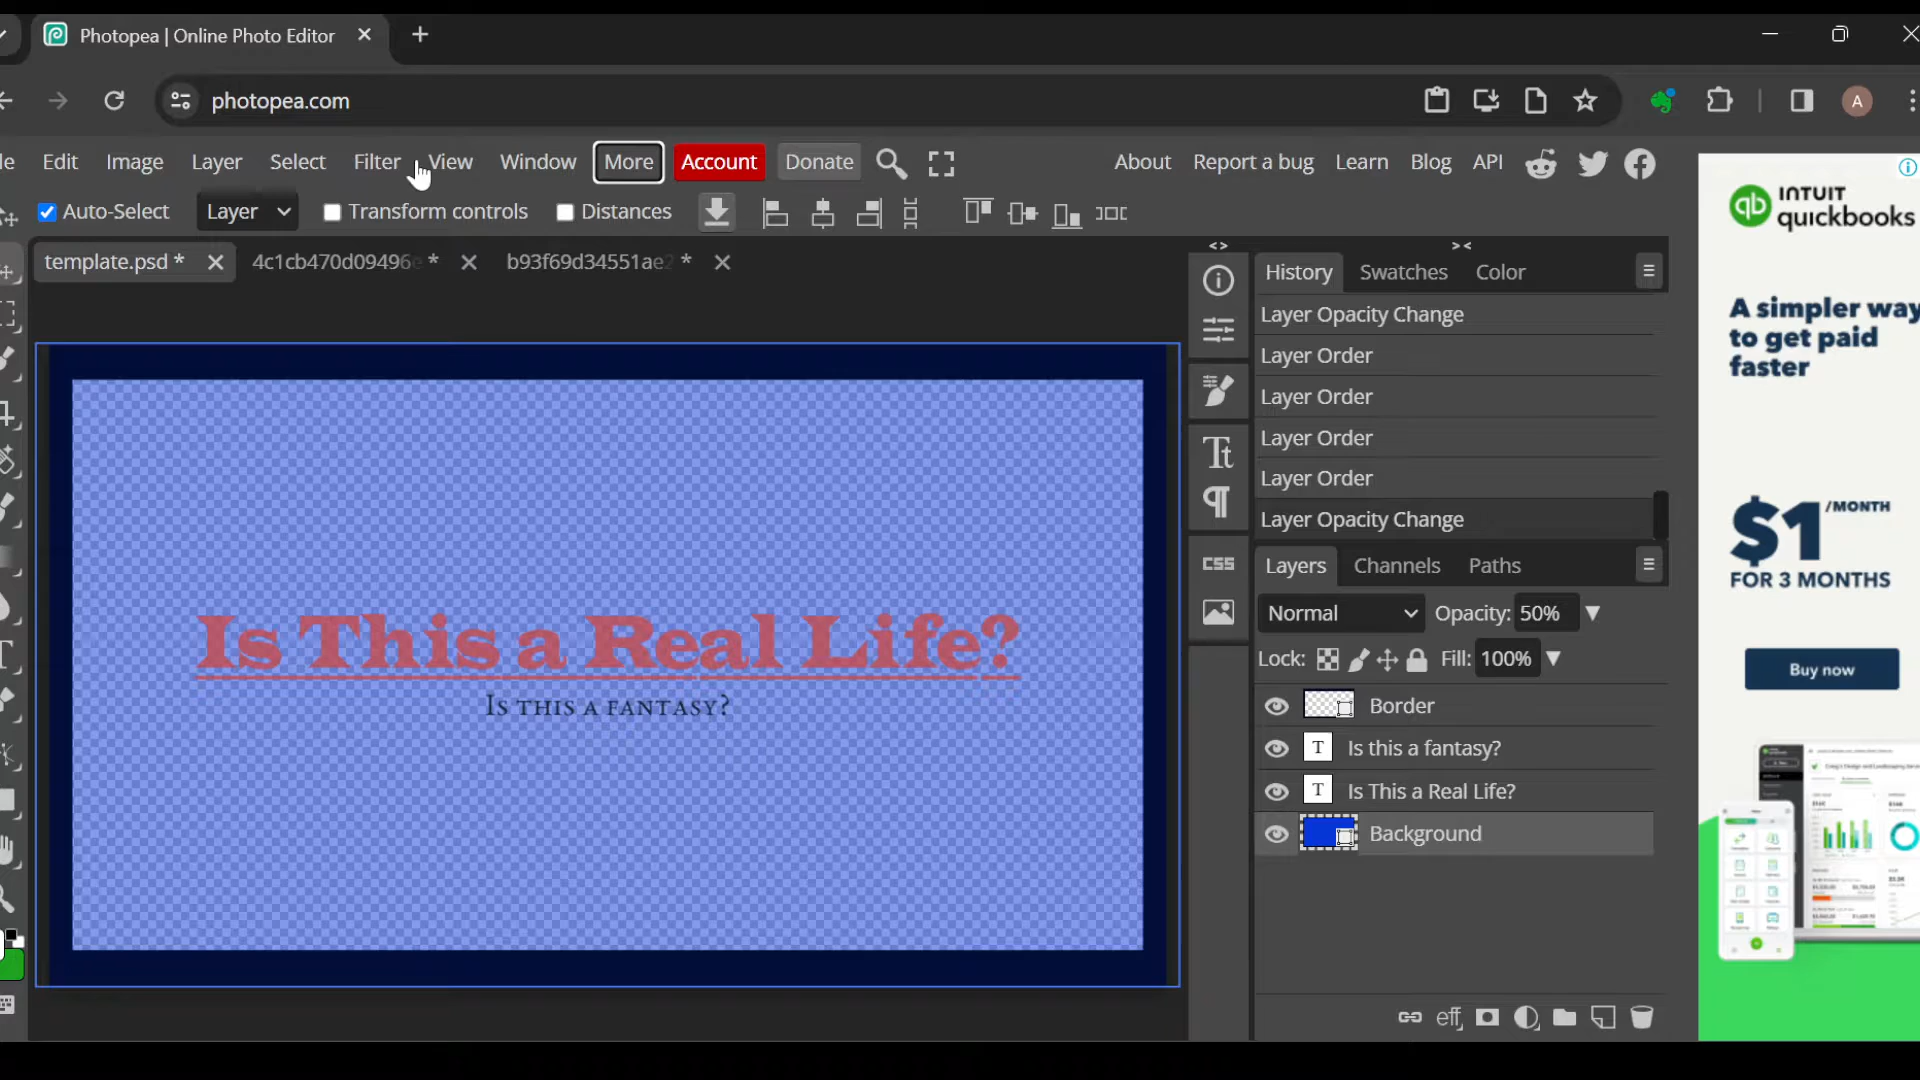 Photopea | Online Photo Editor
photopea.com
A
Edit Image Layer Select Filter View Window More Account Donate About Report a bug Learn Blog API
Auto-Select Layer Transform controls Distances
template.psd * 4c1cb470d09496 * b93f69d34551ae *
<> ><
History Swatches Color
Layer Opacity Change
Layer Order
Layer Order
Layer Order
Layer Order
Layer Opacity Change
CSS
Layers Channels Paths
Normal Opacity: 50%
Lock: Fill: 100%
Border
T Is this a fantasy?
T Is This a Real Life?
Background
eff
Is This a Real Life?
Is this a fantasy?
qb INTUIT
quickbooks
A simpler way
to get paid
faster
$1 /MONTH
FOR 3 MONTHS
Buy now